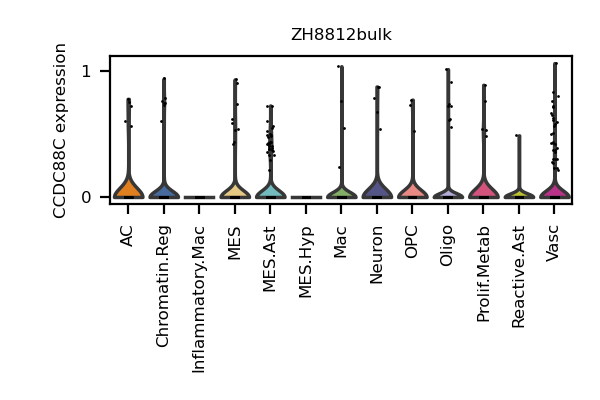 ZH8812bulk
CCDC88C expression
1
0
AC
Chromatin.Reg
Inflammatory.Mac
MES
MES.Ast
MES.Hyp
Mac
Neuron
OPC
Oligo
Prolif.Metab
Reactive.Ast
Vasc